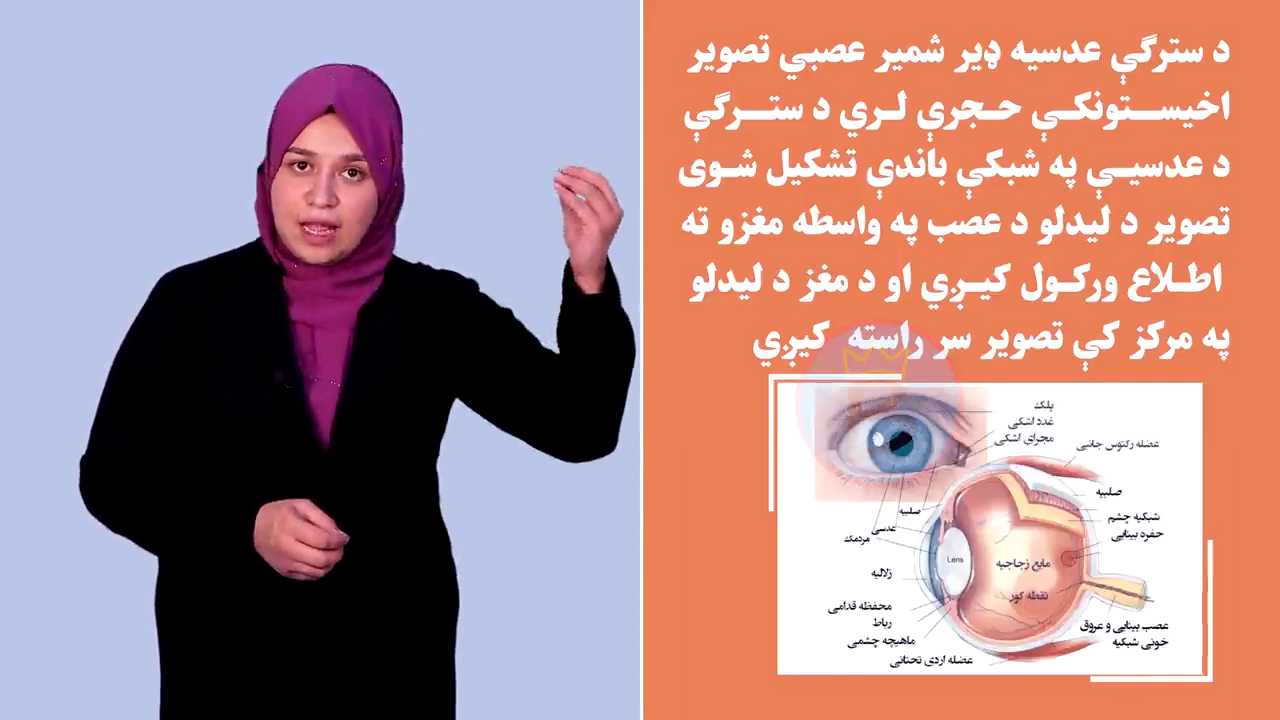 د سترګې عدسیه ډیر شمیر عصبي تصویر
اخیستونکې حجرې لري د سترګې
د عدسیې په شبکې باندې تشکیل شوی
تصویر د لیدلو د عصب په واسطه مغزو ته
اطلاع ورکول کیږي او د مغز د لیدلو
په مرکز کې تصویر سر راسته کیږي
پلک
غدد اشکی
مجرای اشکی
عضله رکتوس جانبی
صلبیه
شبکیه چشم
حفره بینایی
صلبیه
عدسی
مردمک
Lens
مایع زجاجیه
زلالیه
نقطه کور
محفظه قدامی
رباط
عصب بینایی و عروق
خونی شبکیه
ماهیچه چشمی
عضله اردی تحتانی